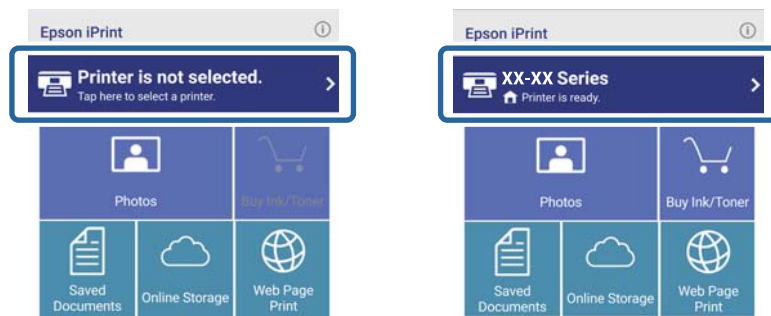 Epson iPrint
Printer is not selected.
Tap here to select a printer.
Photos
Buy Ink/Toner
Saved
Documents
Online Storage
Web Page
Print
Epson iPrint
XX-XX Series
Printer is ready.
Photos
Buy Ink/Toner
Saved
Documents
Online Storage
Web Page
Print